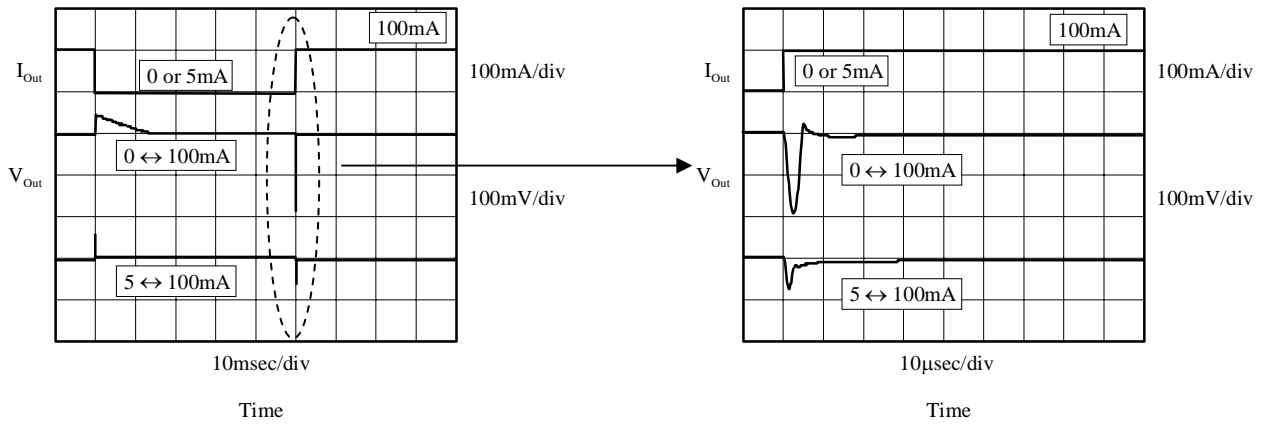 100mA
I_Out
0 or 5mA
100mA/div
0 ↔ 100mA
V_Out
100mV/div
5 ↔ 100mA
10msec/div
Time
100mA
I_Out
0 or 5mA
100mA/div
0 ↔ 100mA
V_Out
100mV/div
5 ↔ 100mA
10µsec/div
Time